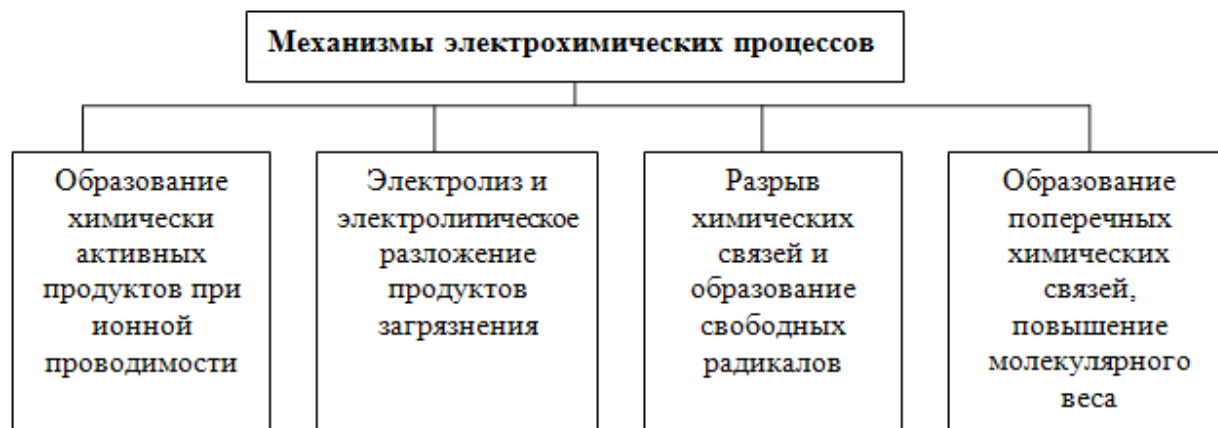 Механизмы электрохимических процессов
Образование
химически
активных
продуктов при
ионной
проводимости
Электролиз и
электролитическое
разложение
продуктов
загрязнения
Разрыв
химических
связей и
образование
свободных
радикалов
Образование
поперечных
химических
связей,
повышение
молекулярного
веса